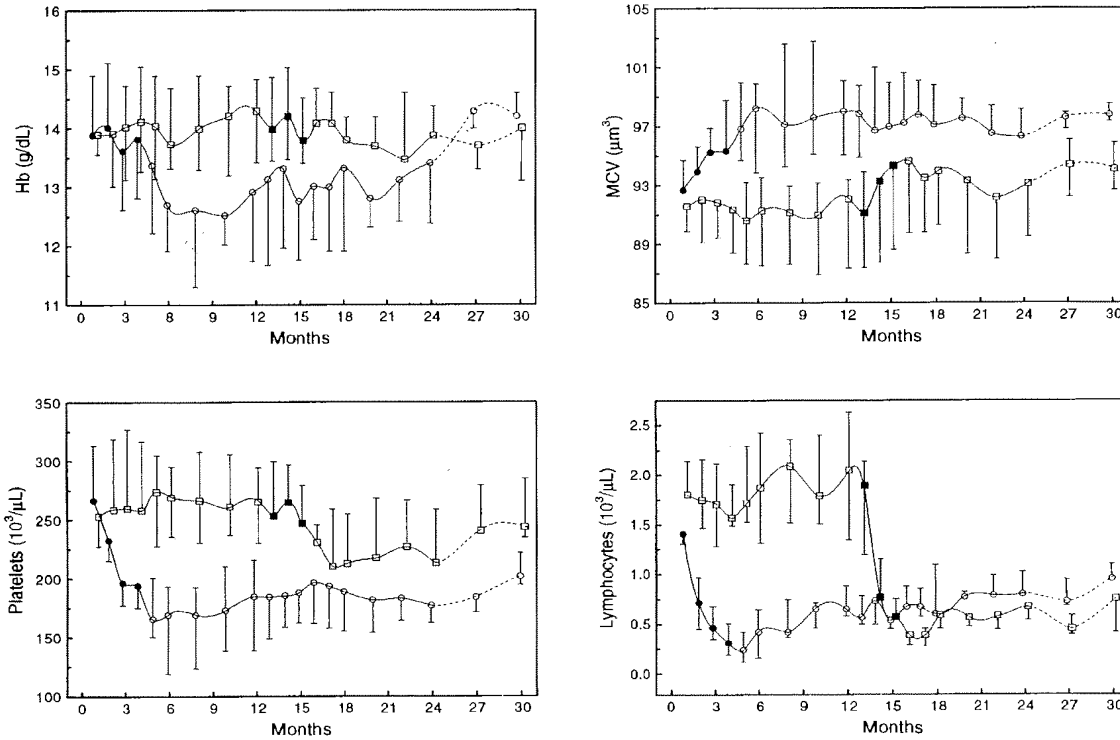 16
15
14
13
12
11
Hb (g/dL)
0 3 6 8 12 15 18 21 24 27 30
Months
105
101
97
93
89
85
MCV (μm³)
0 3 6 9 12 15 18 21 24 27 30
Months
350
300
250
200
150
100
Platelets (10³/μL)
0 3 6 9 12 15 18 21 24 27 30
Months
2.5
2.0
1.5
1.0
0.5
0.0
Lymphocytes (10³/μL)
0 3 6 9 12 15 18 21 24 27 30
Months